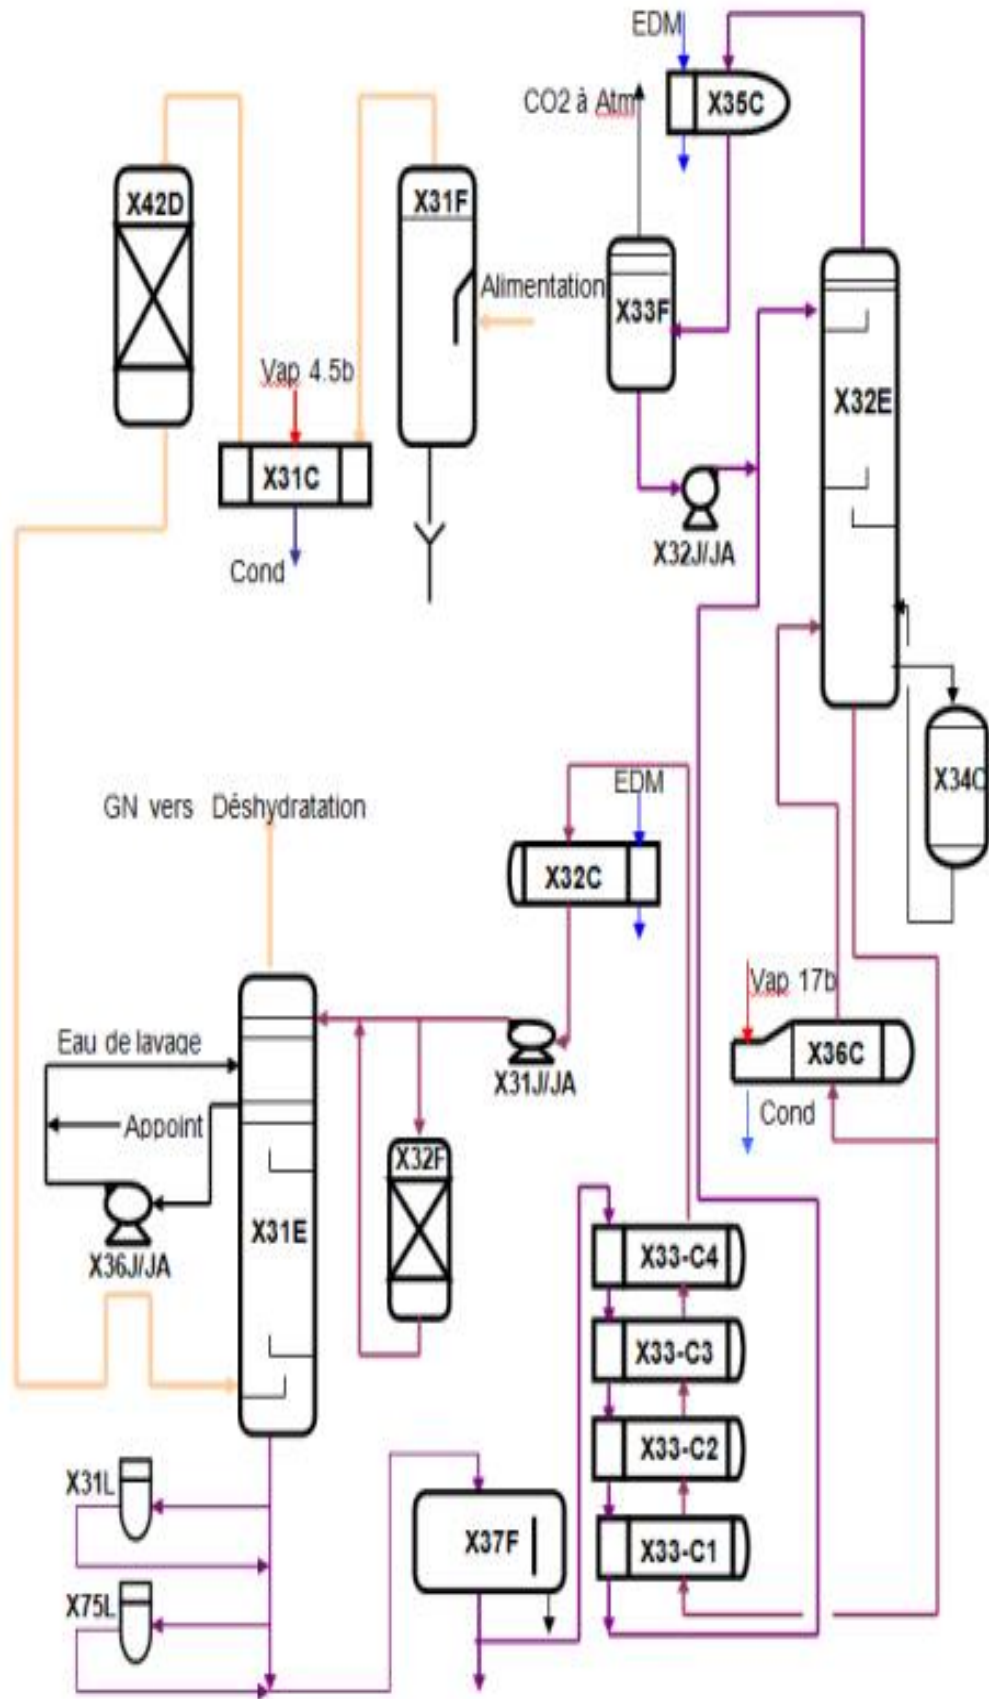 EDM
X35C
CO2 à Atm
X42D
X31F
Alimentation
X33F
Vap 4.5b
X32E
X31C
X32J/JA
Cond
X34C
GN vers Déshydratation
EDM
X32C
Vap 17b
Eau de lavage
X36C
X31J/JA
Cond
Appoint
X32F
X31E
X36J/JA
X33-C4
X33-C3
X33-C2
X31L
X37F
X33-C1
X75L